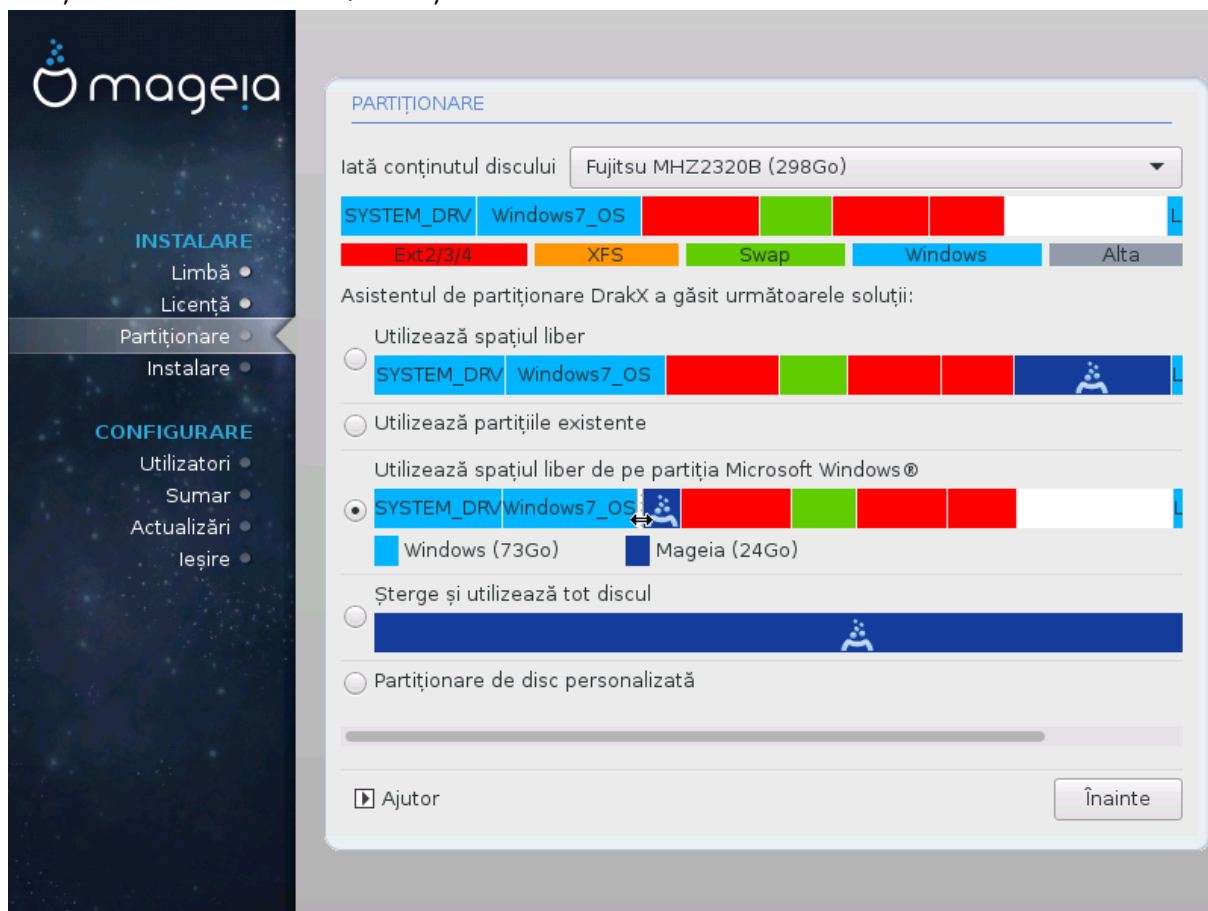 mageia
INSTALARE
Limbă
Licență
Partiționare
Instalare
CONFIGURARE
Utilizatori
Sumar
Actualizări
Ieșire
PARTIȚIONARE
Iată conținutul discului Fujitsu MHZ2320B (298Go)
SYSTEM_DRV Windows7_OS L
Ext2/3/4 XFS Swap Windows Alta
Asistentul de partiționare DrakX a găsit următoarele soluții:
Utilizează spațiul liber
SYSTEM_DRV Windows7_OS L
Utilizează partițiile existente
Utilizează spațiul liber de pe partiția Microsoft Windows®
SYSTEM_DRV Windows7_OS L
Windows (73Go) Mageia (24Go)
Șterge și utilizează tot discul
Partiționare de disc personalizată
Ajutor
Înainte